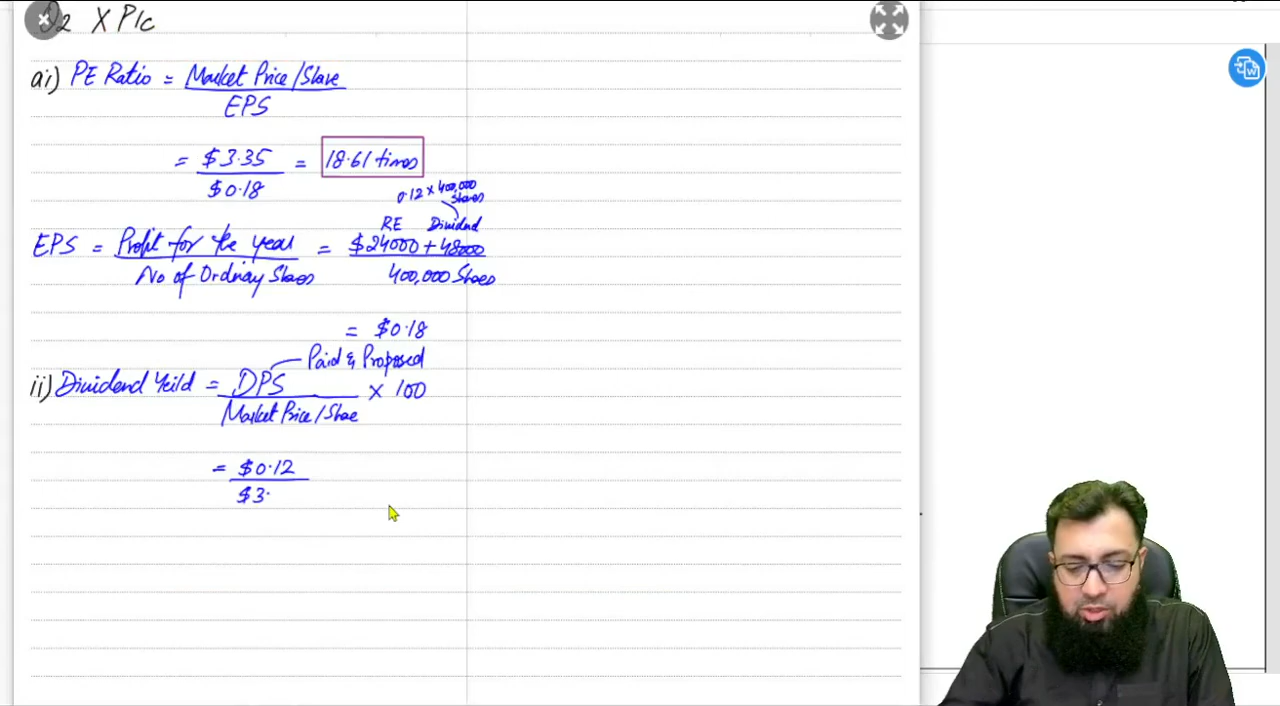 Q2 X Plc
ai) PE Ratio = Market Price/Share
EPS
= $3.35 = 18.61 times
$0.18
0.12 x 400,000
Shares
RE Dividend
EPS = Profit for the year = $24000 + 48000
No of Ordinary Shares 400,000 Shares
= $0.18
Paid & Proposed
ii) Dividend Yeild = DPS x 100
Market Price/Share
= $0.12
$3.
W